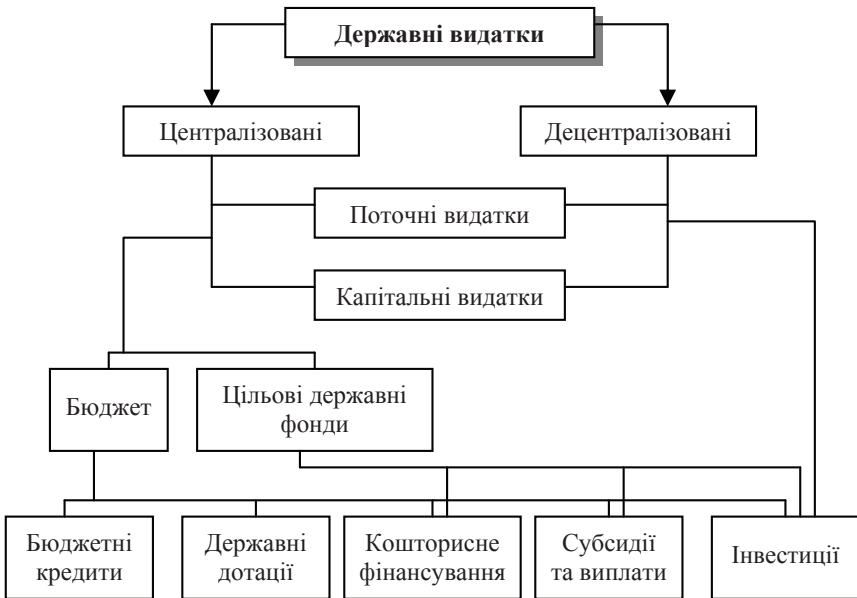 Державні видатки
Централізовані
Децентралізовані
Поточні видатки
Капітальні видатки
Бюджет
Цільові державні
фонди
Бюджетні
кредити
Державні
дотації
Кошторисне
фінансування
Субсидії
та виплати
Інвестиції